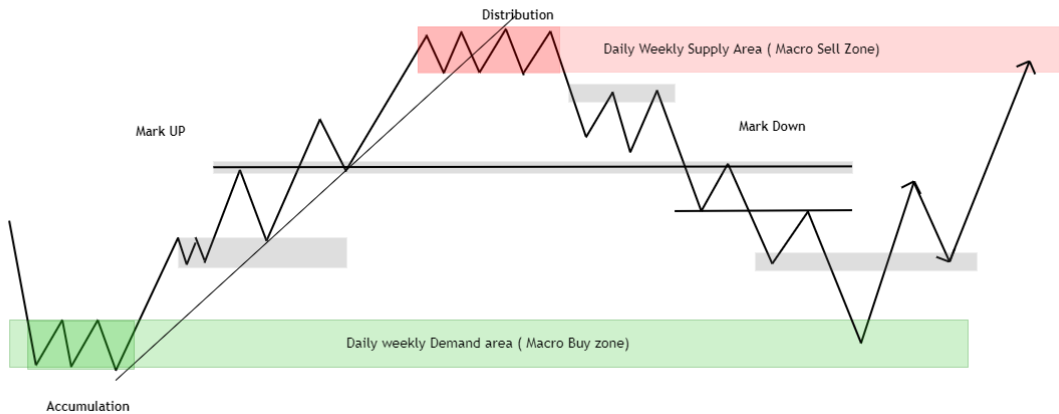 Distribution
Daily Weekly Supply Area ( Macro Sell Zone)
Mark UP
Mark Down
Daily weekly Demand area ( Macro Buy zone)
Accumulation